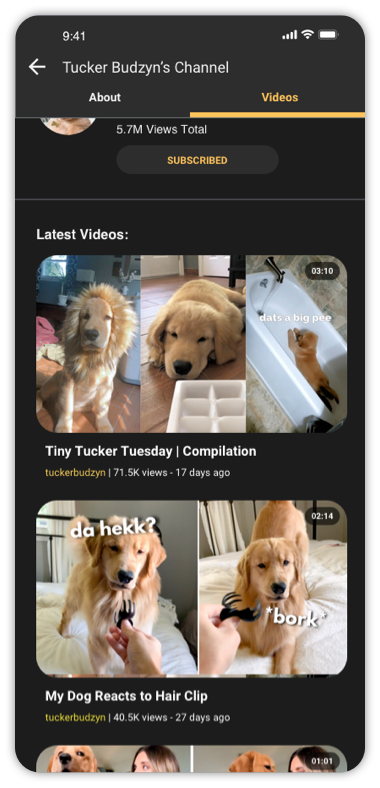 9:41
Tucker Budzyn's Channel
About
Videos
5.7M Views Total
SUBSCRIBED
Latest Videos:
03:10
dats a big pee
Tiny Tucker Tuesday | Compilation
tuckerbudzyn | 71.5K views - 17 days ago
02:14
da hekk?
*bork*
My Dog Reacts to Hair Clip
tuckerbudzyn | 40.5K views - 27 days ago
01:01